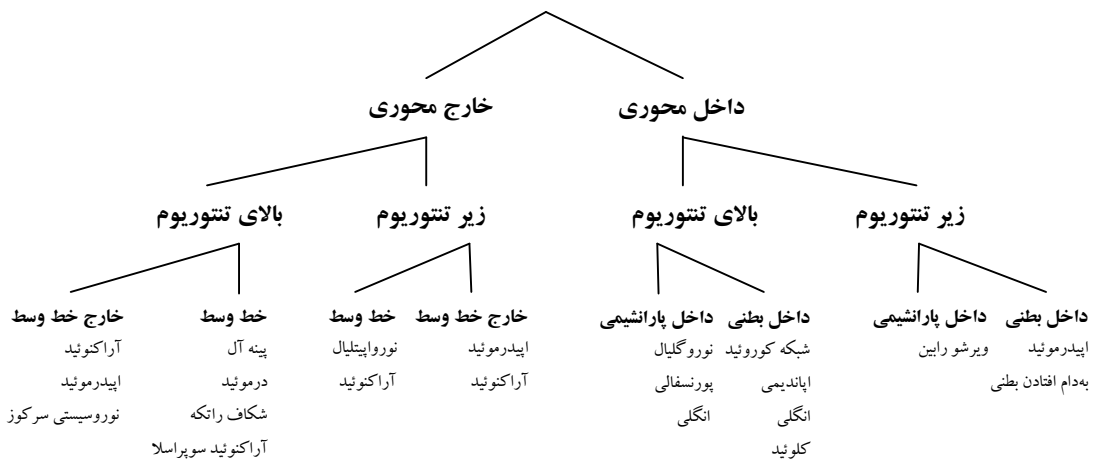 داخل محوری
خارج محوری
زیر تنتوریوم
بالای تنتوریوم
زیر تنتوریوم
بالای تنتوریوم
داخل بطنی
اپیدرموئید
به‌دام افتادن بطنی
داخل پارانشیمی
ویرشو رابین
داخل بطنی
شبکه کوروئید
اپاندیمی
انگلی
کلوئید
داخل پارانشیمی
نوروگلیال
پورنسفالی
انگلی
خارج خط وسط
اپیدرموئید
آراکنوئید
خط وسط
نورواپیتلیال
آراکنوئید
خط وسط
پینه آل
درموئید
شکاف راتکه
آراکنوئید سوپراسلا
خارج خط وسط
آراکنوئید
اپیدرموئید
نوروسیستی سرکوز